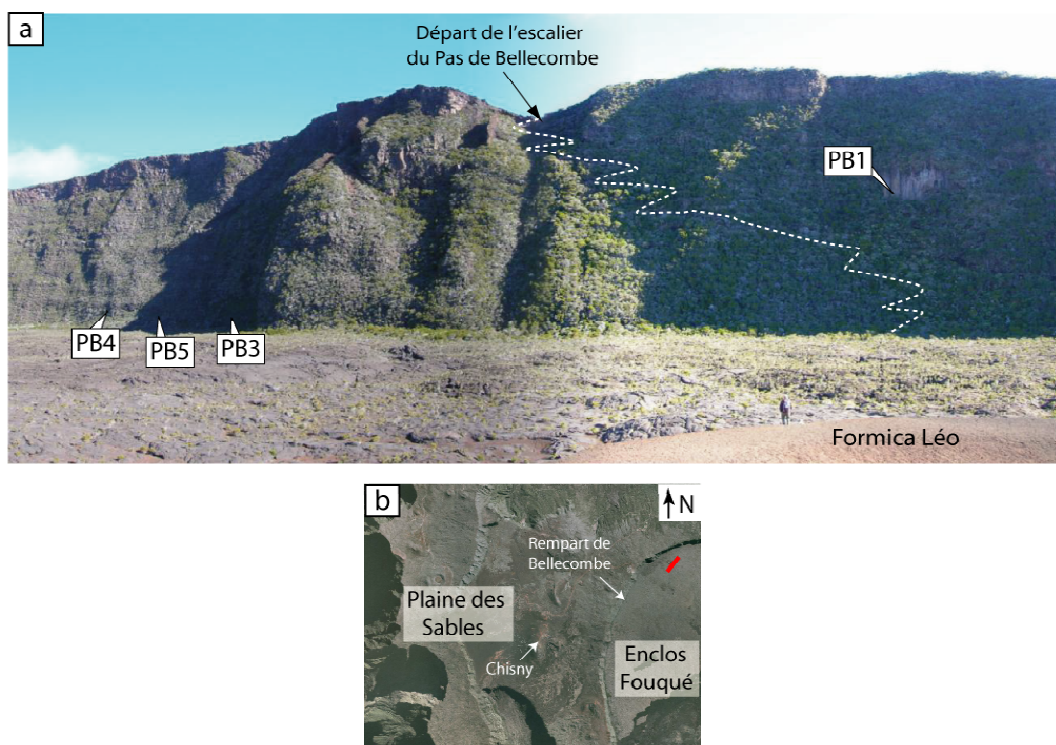 a
Départ de l'escalier
du Pas de Bellecombe
PB1
PB4
PB5
PB3
Formica Léo
b
N
Rempart de
Bellecombe
Plaine des
Sables
Chisny
Enclos
Fouqué